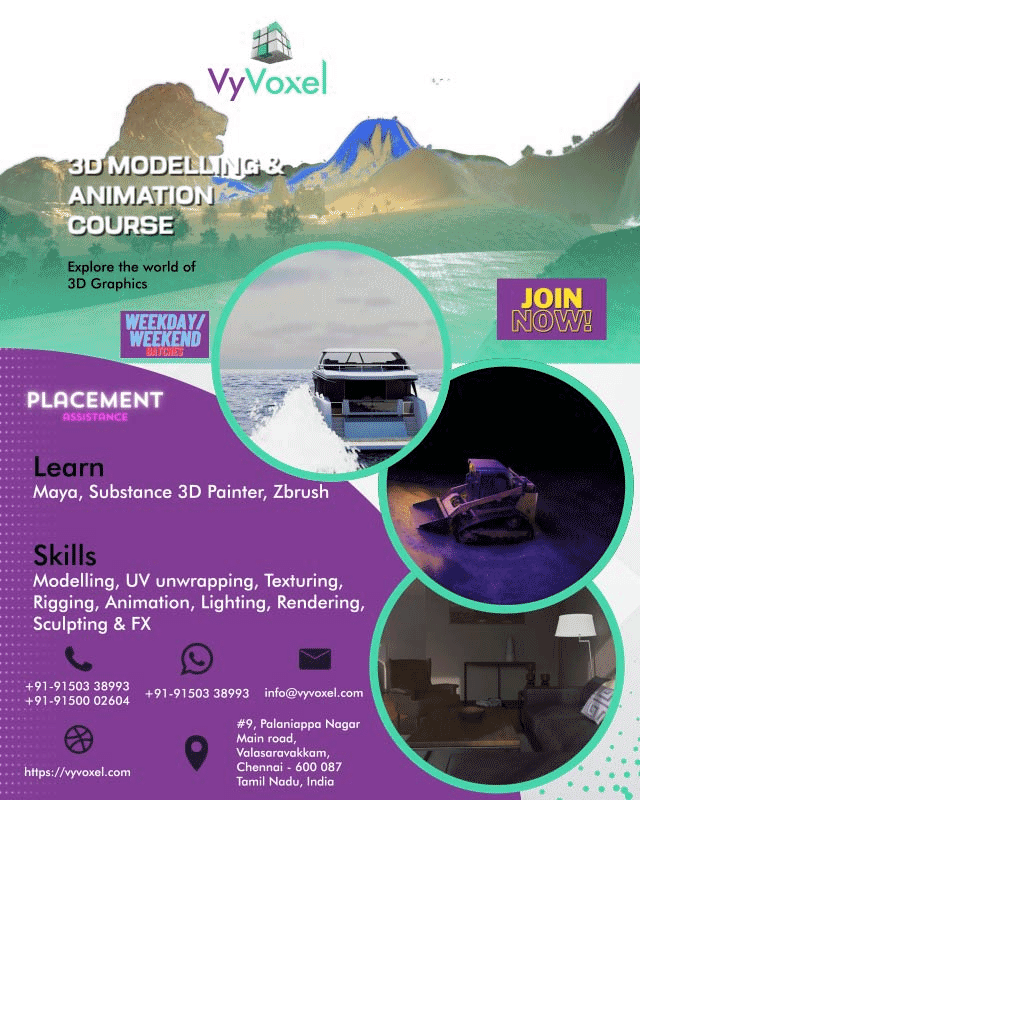 VyVoxel
3D MODELLING &
ANIMATION
COURSE
Explore the world of
3D Graphics
JOIN
NOW!
WEEKDAY/
WEEKEND
BATCHES
PLACEMENT
ASSISTANCE
Learn
Maya, Substance 3D Painter, Zbrush
Skills
Modelling, UV unwrapping, Texturing,
Rigging, Animation, Lighting, Rendering,
Sculpting & FX
+91-91503 38993
+91-91500 02604
+91-91503 38993
info@vyvoxel.com
https://vyvoxel.com
#9, Palaniappa Nagar
Main road,
Valasaravakkam,
Chennai - 600 087
Tamil Nadu, India